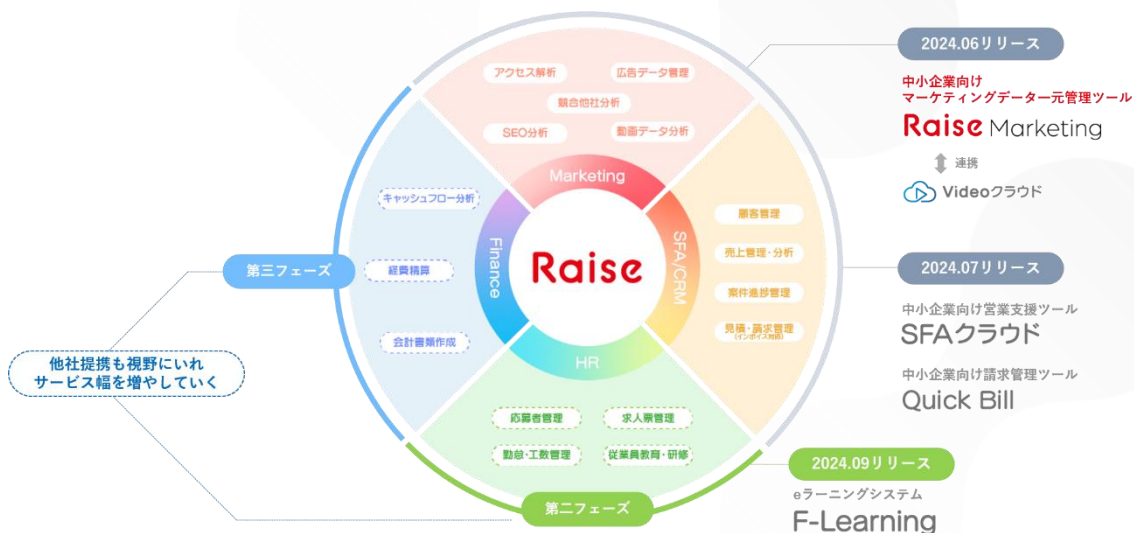 アクセス解析
広告データ管理
競合他社分析
SEO分析
動画データ分析
Marketing
キャッシュフロー分析
経費精算
会計書類作成
Finance
Raise
SFA/CRM
顧客管理
売上管理・分析
案件進捗管理
見積・請求管理
(インボイス対応)
HR
応募者管理
求人票管理
勤怠・工数管理
従業員教育・研修
第三フェーズ
第二フェーズ
他社提携も視野にいれ
サービス幅を増やしていく
2024.06リリース
中小企業向け
マーケティングデータ一元管理ツール
Raise Marketing
連携
Videoクラウド
2024.07リリース
中小企業向け営業支援ツール
SFAクラウド
中小企業向け請求管理ツール
Quick Bill
2024.09リリース
eラーニングシステム
F-Learning